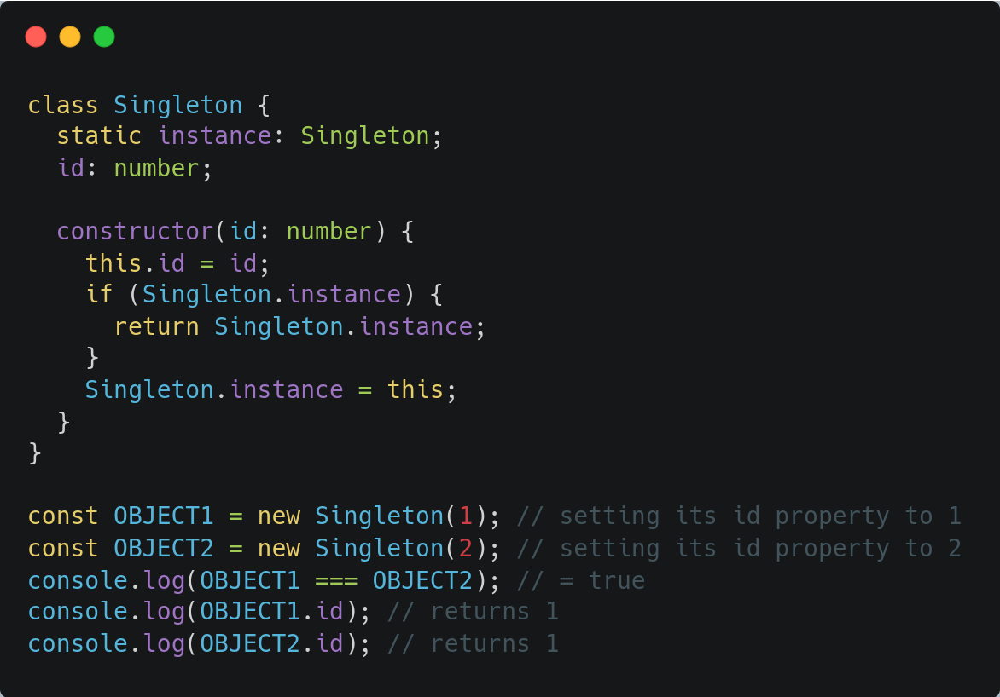 class Singleton {
  static instance: Singleton;
  id: number;

  constructor(id: number) {
    this.id = id;
    if (Singleton.instance) {
      return Singleton.instance;
    }
    Singleton.instance = this;
  }
}

const OBJECT1 = new Singleton(1); // setting its id property to 1
const OBJECT2 = new Singleton(2); // setting its id property to 2
console.log(OBJECT1 === OBJECT2); // = true
console.log(OBJECT1.id); // returns 1
console.log(OBJECT2.id); // returns 1